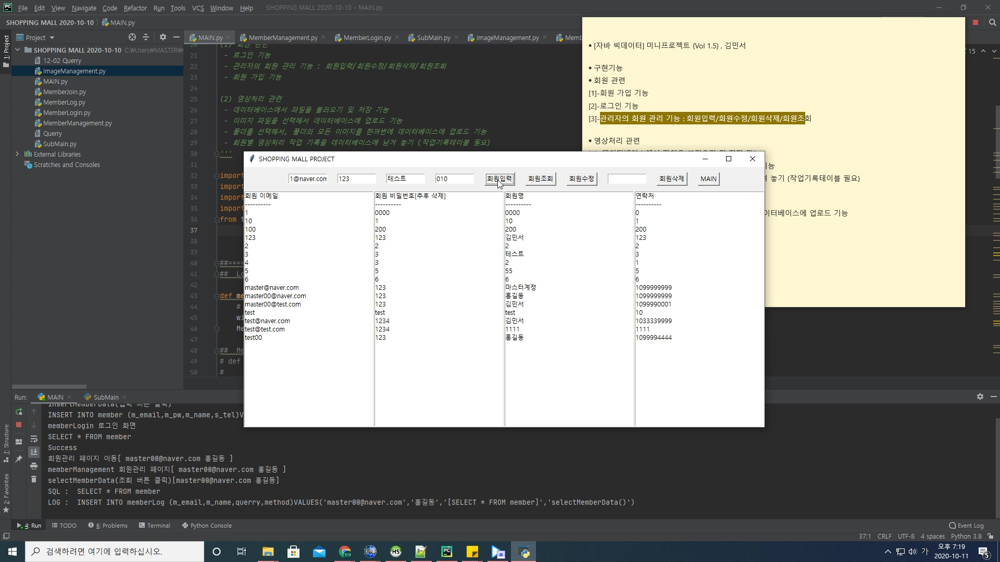 File Edit View Navigate Code Refactor Run Tools VCS Window Help SHOPPING MALL 2020-10-10 - MAIN.py
SHOPPING MALL 2020-10-10 MAIN.py
Project
MAIN.py MemberManagement.py MemberLogin.py SubMain.py ImageManagement.py Memb
1: Project
SHOPPING MALL 2020-10-10 C:₩Users₩MASTER₩
12-02 Querry
ImageManagement.py
MAIN.py
MemberJoin.py
MemberLog.py
MemberLogin.py
MemberManagement.py
Querry
SubMain.py
External Libraries
Scratches and Consoles
20 (1) 회원 관련
21 - 로그인 기능
22 - 관리자의 회원 관리 기능 : 회원입력/회원수정/회원삭제/회원조회
23 - 회원 가입 기능
24
25 (2) 영상처리 관련
26 - 데이터베이스에서 파일을 불러오기 및 저장 기능
27 - 이미지 파일을 선택해서 데이터베이스에 업로드 기능
28 - 폴더를 선택해서, 폴더의 모든 이미지를 한꺼번에 데이터베이스에 업로드 기능
29 - 회원별 영상처리 작업 기록을 데이터베이스에 남겨 놓기 (작업기록테이블 필요)
30 '''
31
32 import
33 import
34 import
35 import
36 from t
37
38
39
40 ##====
41 ## Lo
42
43 def me
44 #
45 wi
46 Me
47
48 ## Me
49 # def
50 #
• [자바 빅데이터] 미니프로젝트 (Vol 1.5) , 김민서
15
• 구현기능
• 회원 관련
[1]-회원 가입 기능
[2]-로그인 기능
[3]-관리자의 회원 관리 기능 : 회원입력/회원수정/회원삭제/회원조회
• 영상처리 관련
능
놓기 (작업기록테이블 필요)
이터베이스에 업로드 기능
SHOPPING MALL PROJECT
1@naver.com 123 테스트 010 회원입력 회원조회 회원수정 회원삭제 MAIN
회원 이메일 회원 비밀번호[추후 삭제] 회원명 연락처
---------- ---------- ---------- ----------
1 0000 0000 0
10 1 10 1
100 200 200 200
123 123 김민서 123
2 2 2 2
3 3 테스트 3
4 3 2 1
5 5 55 5
6 6 6 6
master@naver.com 123 마스터계정 1099999999
master00@naver.com 123 홍길동 1099999999
master00@test.com 123 김민서 1099990001
test test test 10
test@naver.com 1234 김민서 1033339999
test@test.com 1234 1111 1111
test00 123 홍길동 1099994444
Run: MAIN SubMain
insertMemberData(입력 버튼 클릭)
INSERT INTO member (m_email,m_pw,m_name,s_tel)V
memberLogin 로그인 화면
SELECT * FROM member
Success
회원관리 페이지 이동[ master00@naver.com 홍길동 ]
memberManagement 회원관리 페이지[ master00@naver.com 홍길동 ]
selectMemberData(조회 버튼 클릭)[master00@naver.com 홍길동]
SQL : SELECT * FROM member
LOG : INSERT INTO memberLog (m_email,m_name,querry,method)VALUES('master00@naver.com','홍길동','[SELECT * FROM member]','selectMemberData()')
7: Structure
2: Favorites
4: Run TODO 6: Problems Terminal Python Console Event Log
37:1 CRLF UTF-8 4 spaces Python 3.8
검색하려면 여기에 입력하십시오.
가 오후 7:19
2020-10-11
5